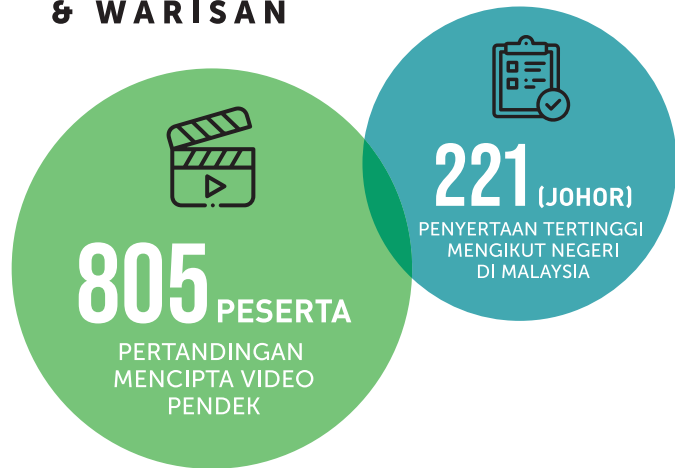 & WARISAN
221 (JOHOR)
PENYERTAAN TERTINGGI
MENGIKUT NEGERI
DI MALAYSIA
805 PESERTA
PERTANDINGAN
MENCIPTA VIDEO
PENDEK